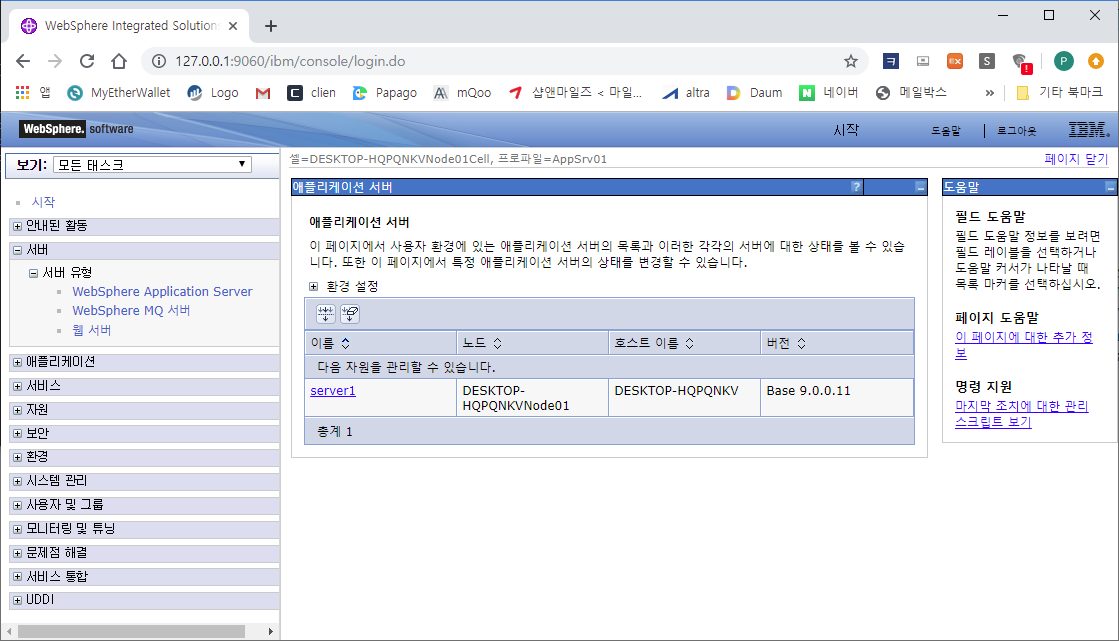 WebSphere Integrated Solution
127.0.0.1:9060/ibm/console/login.do
ㅋ
EX
S
P
앱
MyEtherWallet
Logo
clien
Papago
mQoo
샵앤마일즈 < 마일...
altra
Daum
네이버
메일박스
»
기타 북마크
WebSphere. software
시작
도움말
로그아웃
IBM.
보기: 모든 태스크
시작
안내된 활동
서버
서버 유형
WebSphere Application Server
WebSphere MQ 서버
웹 서버
애플리케이션
서비스
자원
보안
환경
시스템 관리
사용자 및 그룹
모니터링 및 튜닝
문제점 해결
서비스 통합
UDDI
셀=DESKTOP-HQPQNKVNode01Cell, 프로파일=AppSrv01
페이지 닫기
애플리케이션 서버
?
애플리케이션 서버
이 페이지에서 사용자 환경에 있는 애플리케이션 서버의 목록과 이러한 각각의 서버에 대한 상태를 볼 수 있습
니다. 또한 이 페이지에서 특정 애플리케이션 서버의 상태를 변경할 수 있습니다.
환경 설정
이름 노드 호스트 이름 버전
다음 자원을 관리할 수 있습니다.
server1 DESKTOP- DESKTOP-HQPQNKV Base 9.0.0.11
HQPQNKVNode01
총계 1
도움말
필드 도움말
필드 도움말 정보를 보려면
필드 레이블을 선택하거나
도움말 커서가 나타날 때
목록 마커를 선택하십시오.
페이지 도움말
이 페이지에 대한 추가 정
보
명령 지원
마지막 조치에 대한 관리
스크립트 보기